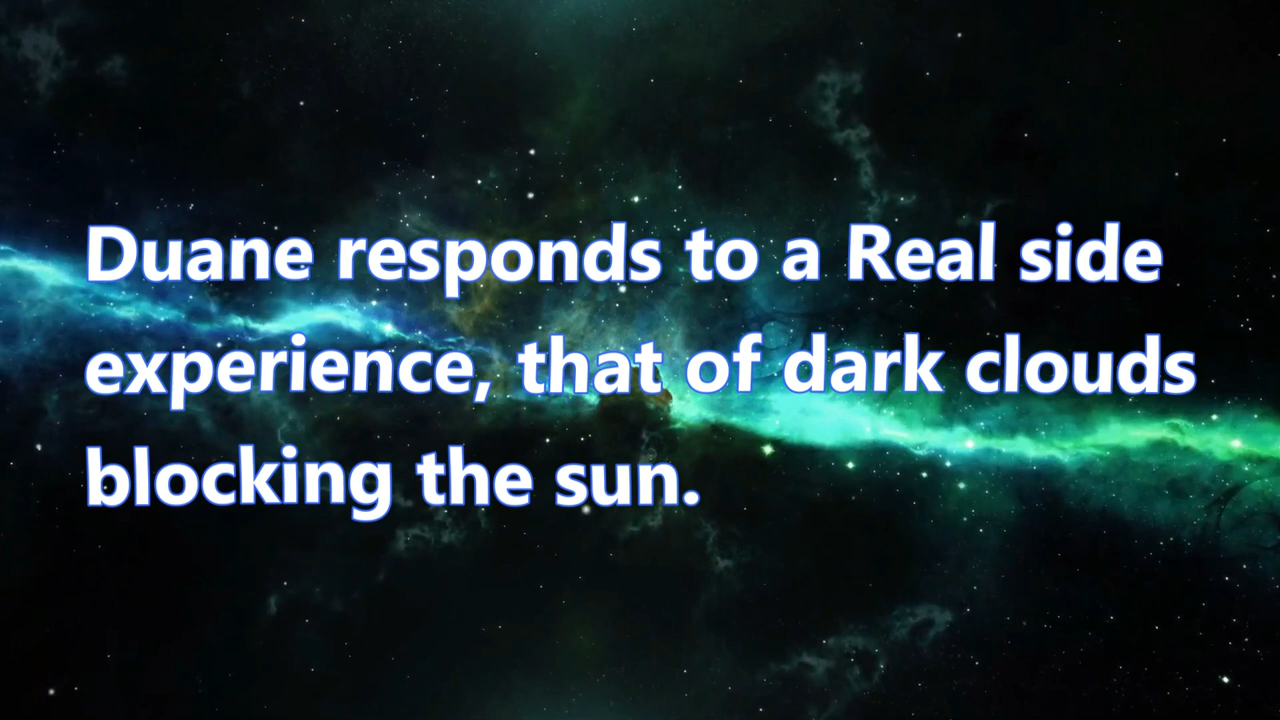 Duane responds to a Real side
experience, that of dark clouds
blocking the sun.